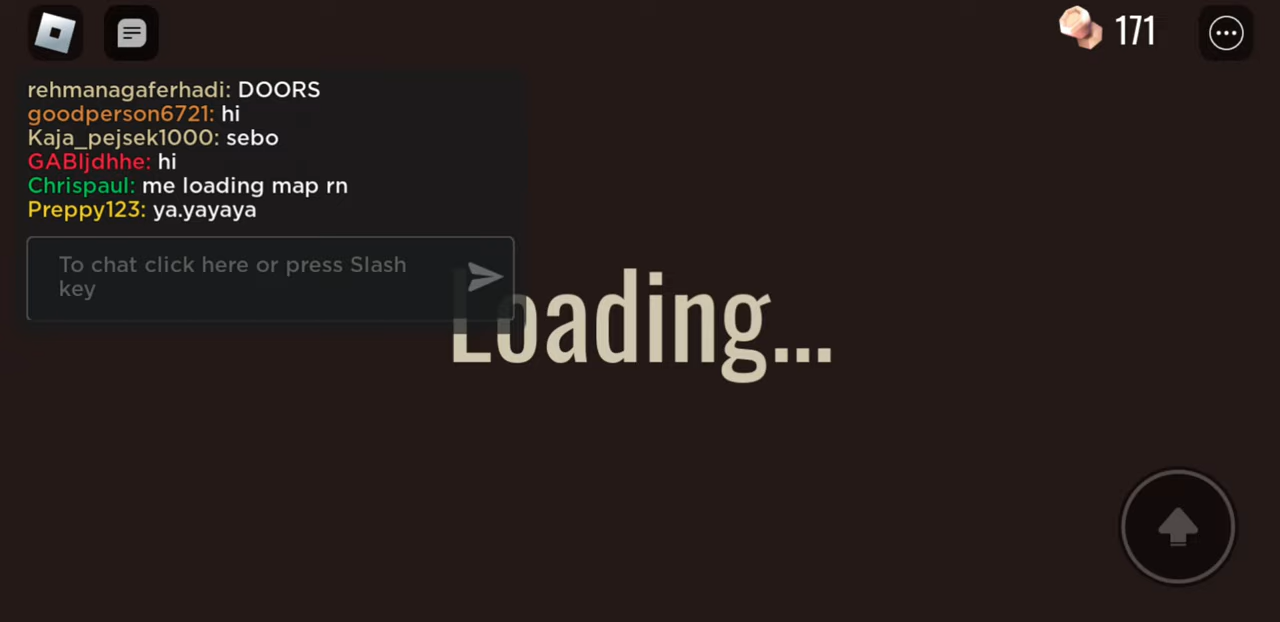 171
rehmanagaferhadi: DOORS
goodperson6721: hi
Kaja_pejsek1000: sebo
GABljdhhe: hi
Chrispaul: me loading map rn
Preppy123: ya.yayaya
To chat click here or press Slash
key
Loading...